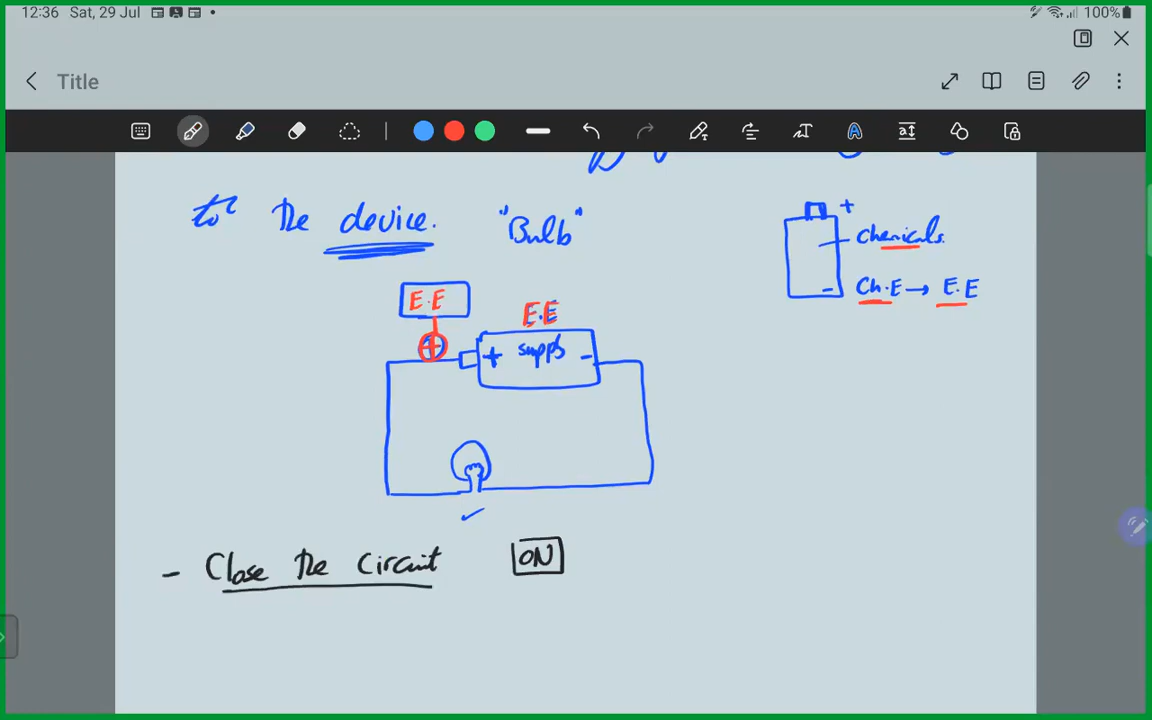 12:36 Sat, 29 Jul
100%
Title
to the device. "Bulb"
+
chemicals.
-
Ch.E → E.E
E.E
E.E
+
+ supply -
- Close the Circuit ON